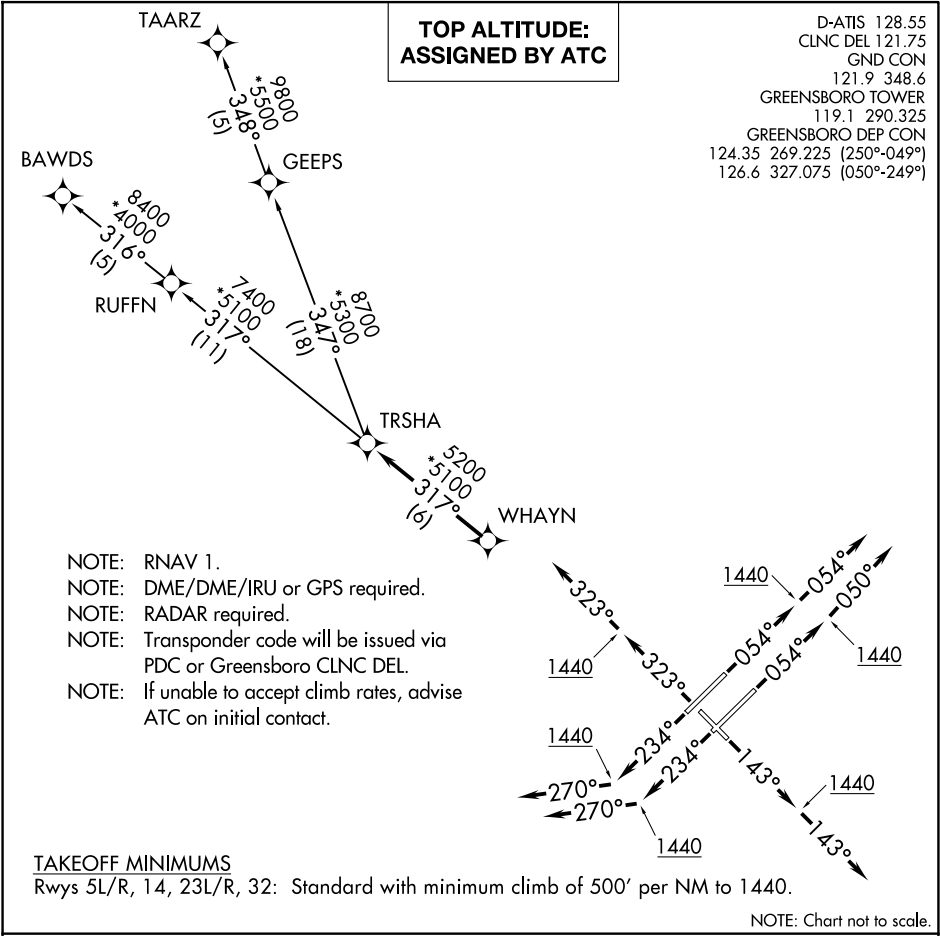 TOP ALTITUDE:
ASSIGNED BY ATC
D-ATIS 128.55
CLNC DEL 121.75
GND CON
121.9 348.6
GREENSBORO TOWER
119.1 290.325
GREENSBORO DEP CON
124.35 269.225 (250°-049°)
126.6 327.075 (050°-249°)
TAARZ
9800
*5500
348°
(5)
GEEPS
BAWDS
8400
*4000
316°
(5)
RUFFN
7400
*5100
317°
(11)
8700
*5300
347°
(18)
TRSHA
5200
*5100
317°
(6)
WHAYN
NOTE: RNAV 1.
NOTE: DME/DME/IRU or GPS required.
NOTE: RADAR required.
NOTE: Transponder code will be issued via
PDC or Greensboro CLNC DEL.
NOTE: If unable to accept climb rates, advise
ATC on initial contact.
323°
1440
323°
1440
054°
054°
050°
054°
1440
1440
234°
270°
234°
270°
1440
143°
1440
143°
TAKEOFF MINIMUMS
Rwys 5L/R, 14, 23L/R, 32: Standard with minimum climb of 500' per NM to 1440.
NOTE: Chart not to scale.